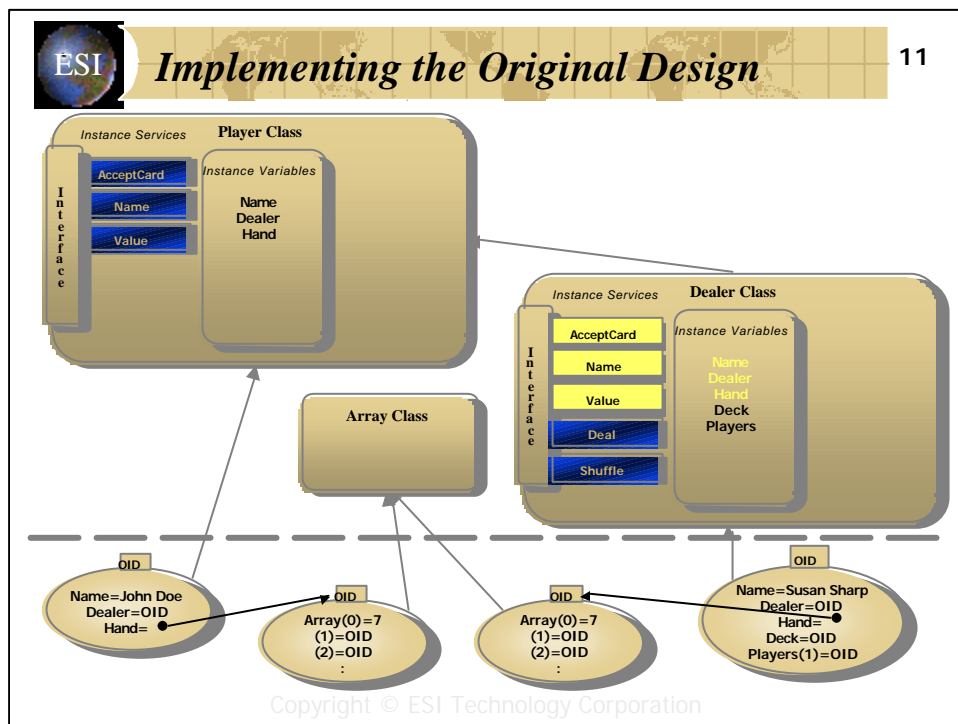 ESI
Implementing the Original Design
11
Instance Services
Player Class
Interface
AcceptCard
Name
Value
Instance Variables
Name
Dealer
Hand
Array Class
Instance Services
Dealer Class
Interface
AcceptCard
Name
Value
Deal
Shuffle
Instance Variables
Name
Dealer
Hand
Deck
Players
OID
Name=John Doe
Dealer=OID
Hand=
OID
Array(0)=7
(1)=OID
(2)=OID
:
OID
Array(0)=7
(1)=OID
(2)=OID
:
OID
Name=Susan Sharp
Dealer=OID
Hand=
Deck=OID
Players(1)=OID
Copyright © ESI Technology Corporation